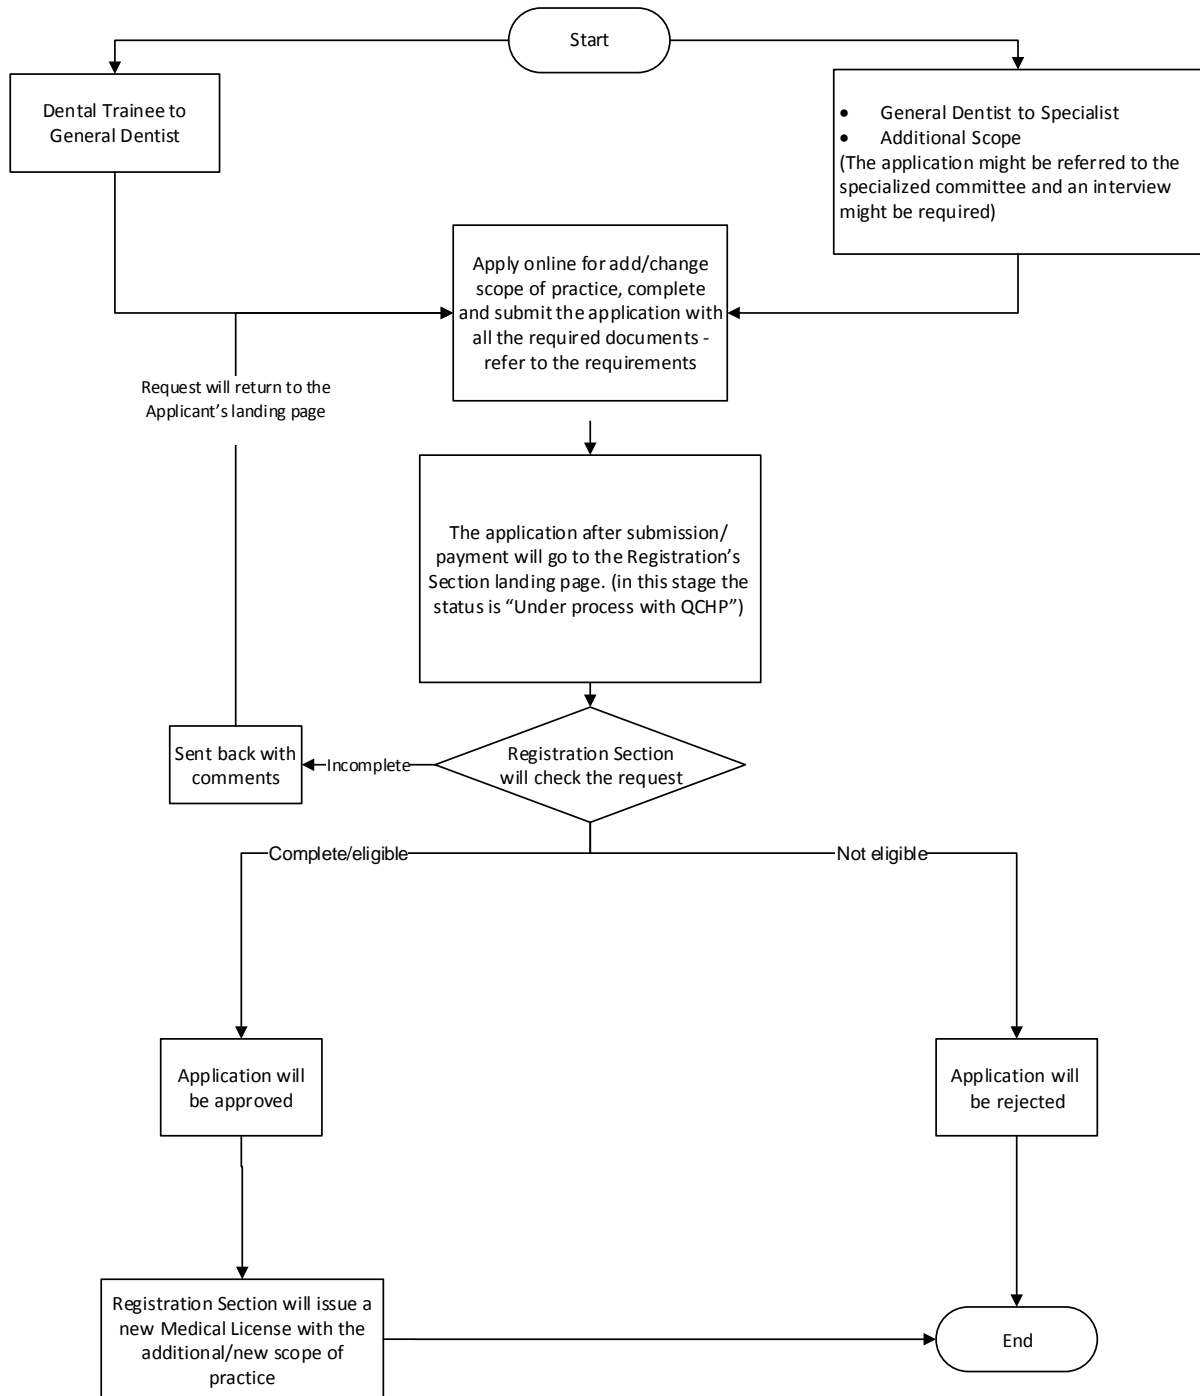 Start
Dental Trainee to
General Dentist
• General Dentist to Specialist
• Additional Scope
(The application might be referred to the
specialized committee and an interview
might be required)
Apply online for add/change
scope of practice, complete
and submit the application with
all the required documents -
refer to the requirements
Request will return to the
Applicant’s landing page
The application after submission/
payment will go to the Registration’s
Section landing page. (in this stage the
status is “Under process with QCHP”)
Registration Section
will check the request
Incomplete
Sent back with
comments
Complete/eligible
Not eligible
Application will
be approved
Application will
be rejected
Registration Section will issue a
new Medical License with the
additional/new scope of
practice
End